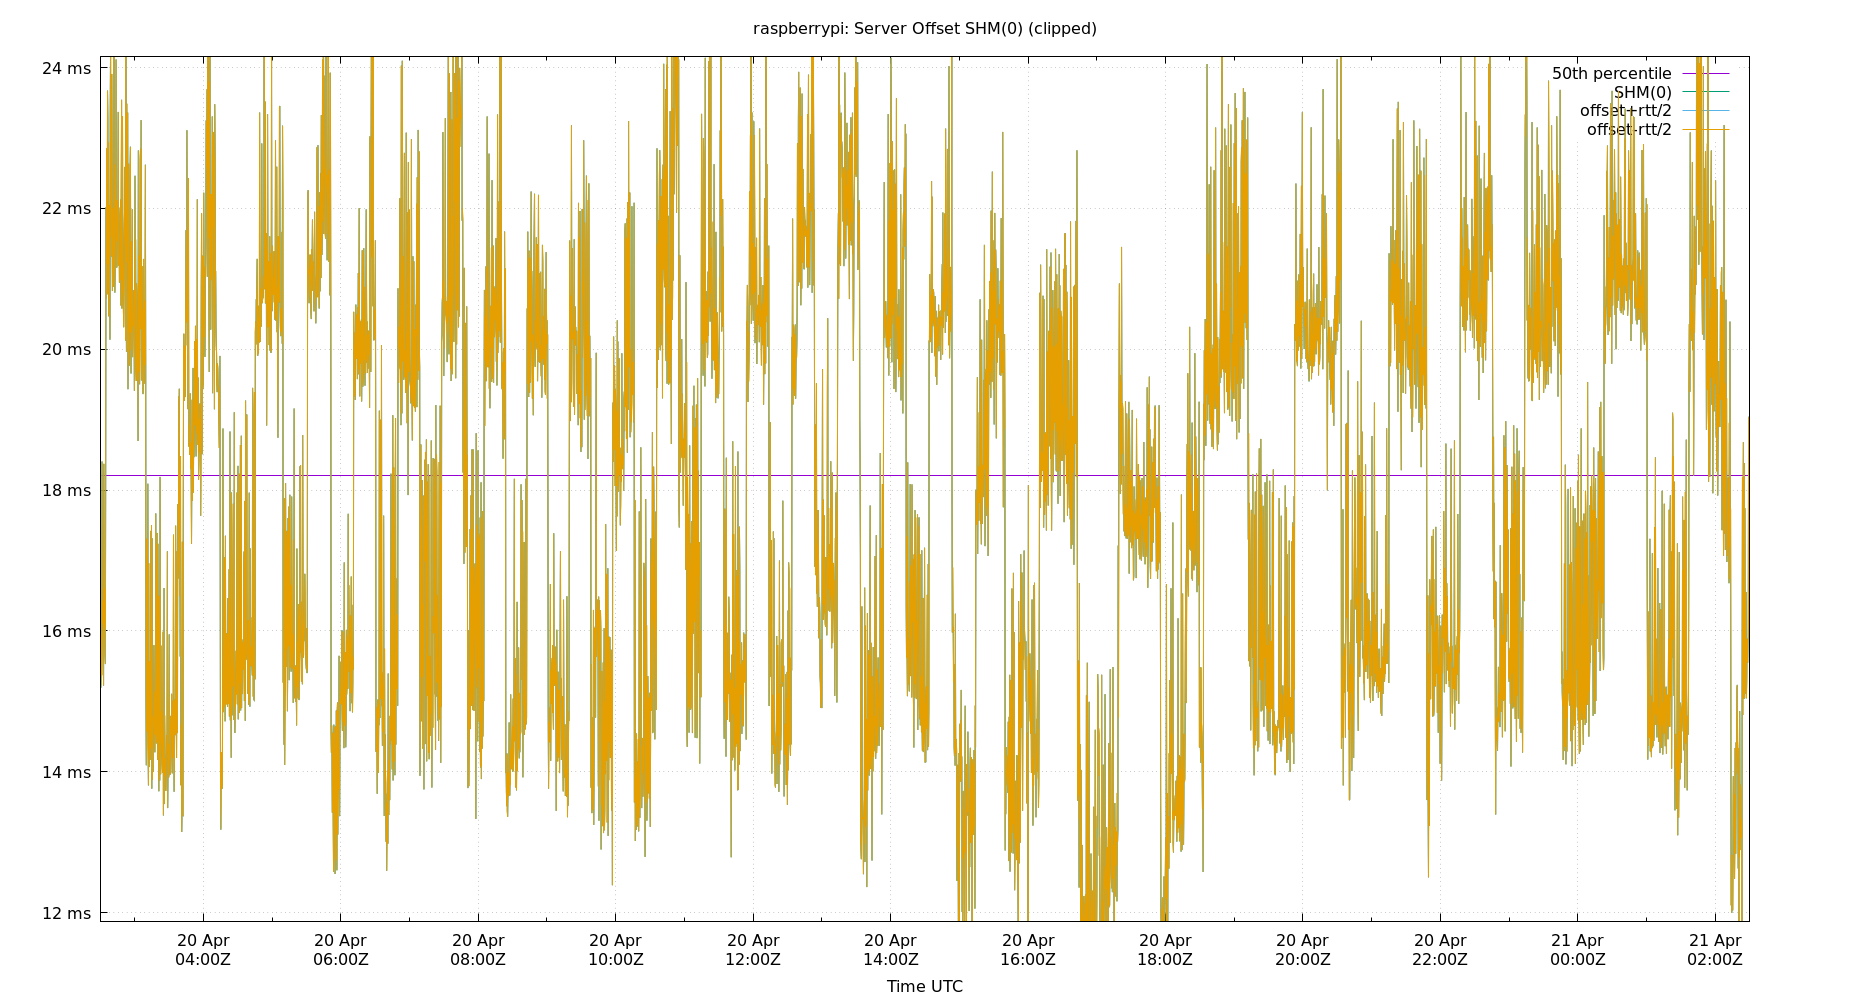 raspberrypi: Server Offset SHM(0) (clipped)
24 ms
22 ms
20 ms
18 ms
16 ms
14 ms
12 ms
50th percentile
SHM(0)
offset+rtt/2
offset-rtt/2
20 Apr 20 Apr 20 Apr 20 Apr 20 Apr 20 Apr 20 Apr 20 Apr 20 Apr 20 Apr 21 Apr 21 Apr
04:00Z 06:00Z 08:00Z 10:00Z 12:00Z 14:00Z 16:00Z 18:00Z 20:00Z 22:00Z 00:00Z 02:00Z
Time UTC